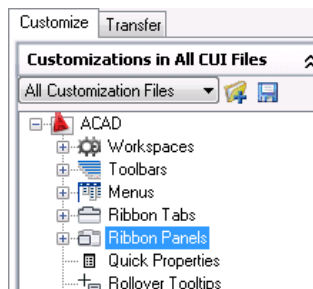 Customize Transfer
Customizations in All CUI Files
All Customization Files
ACAD
Workspaces
Toolbars
Menus
Ribbon Tabs
Ribbon Panels
Quick Properties
Rollover Tooltips